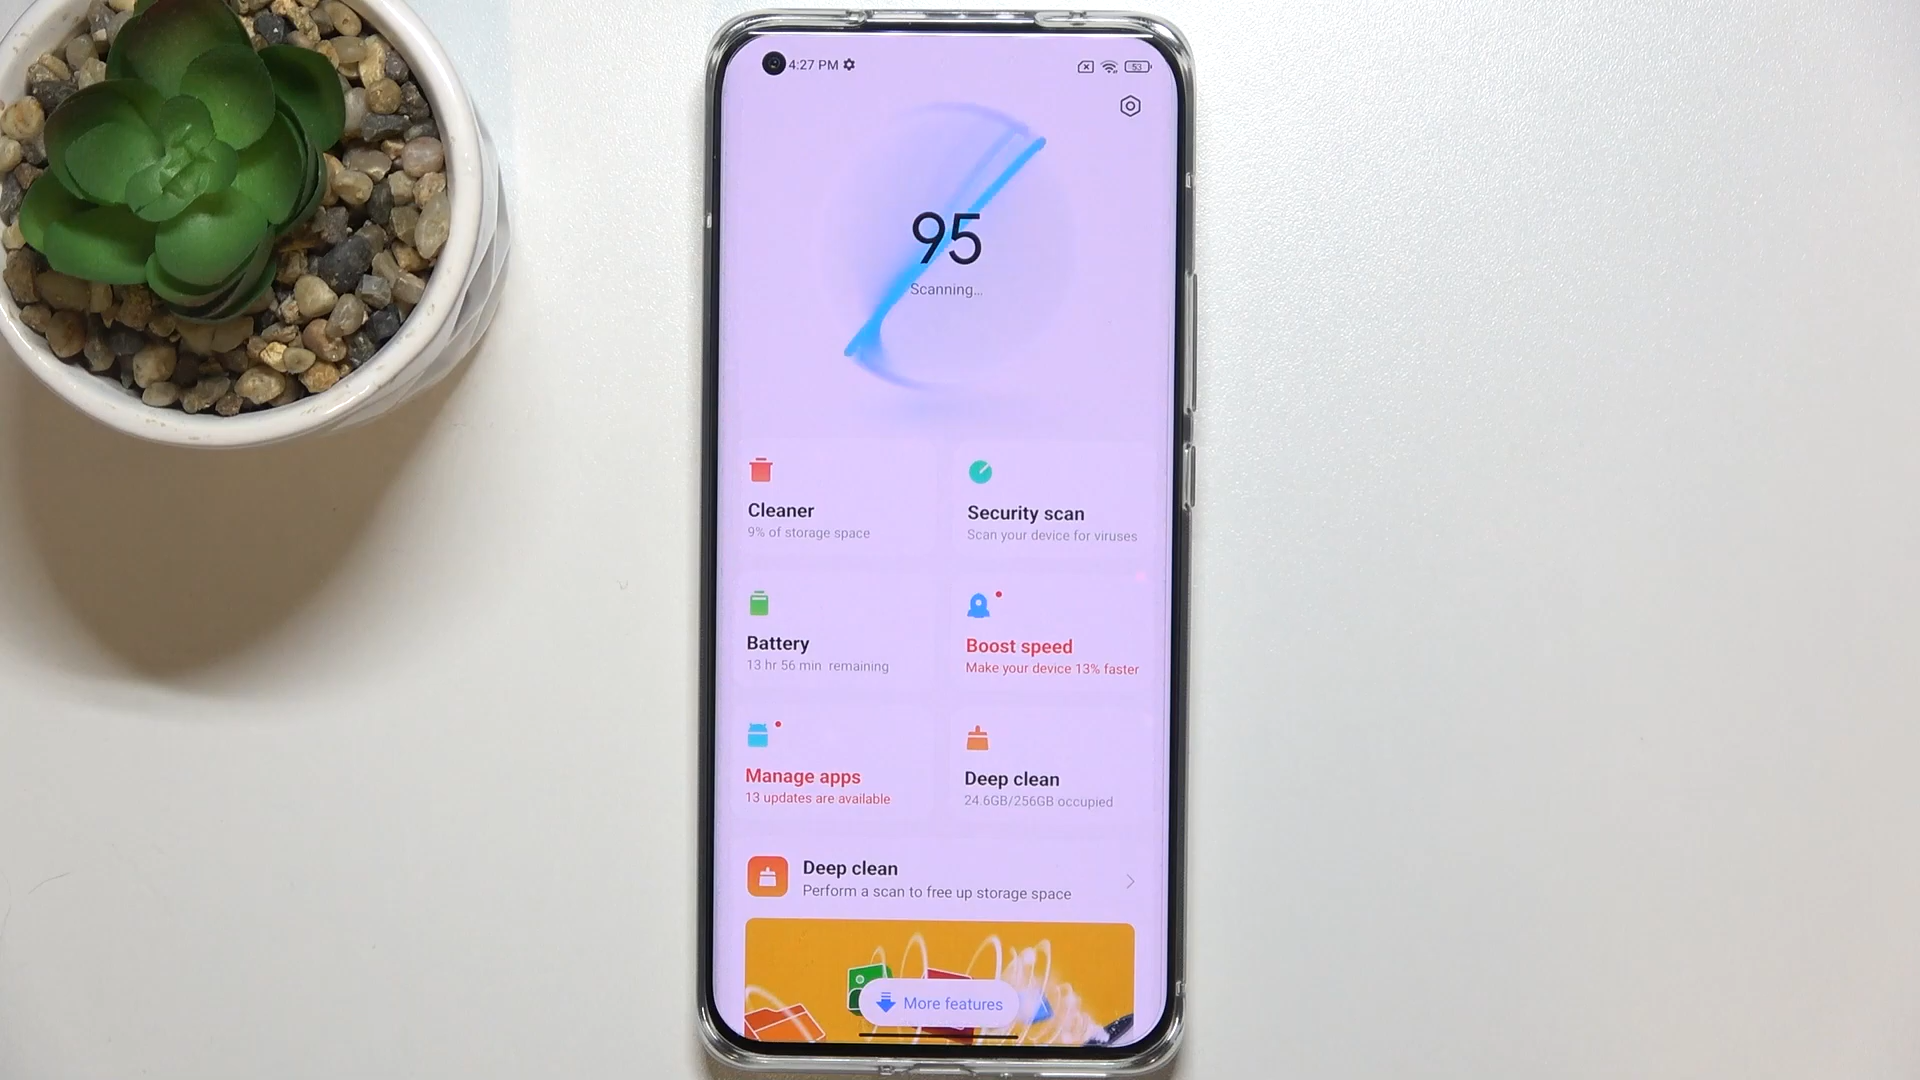 4:27 PM
53
95
Scanning...
Cleaner
9% of storage space
Security scan
Scan your device for viruses
Battery
13 hr 56 min remaining
Boost speed
Make your device 13% faster
Manage apps
13 updates are available
Deep clean
24.6GB/256GB occupied
Deep clean
Perform a scan to free up storage space
More features